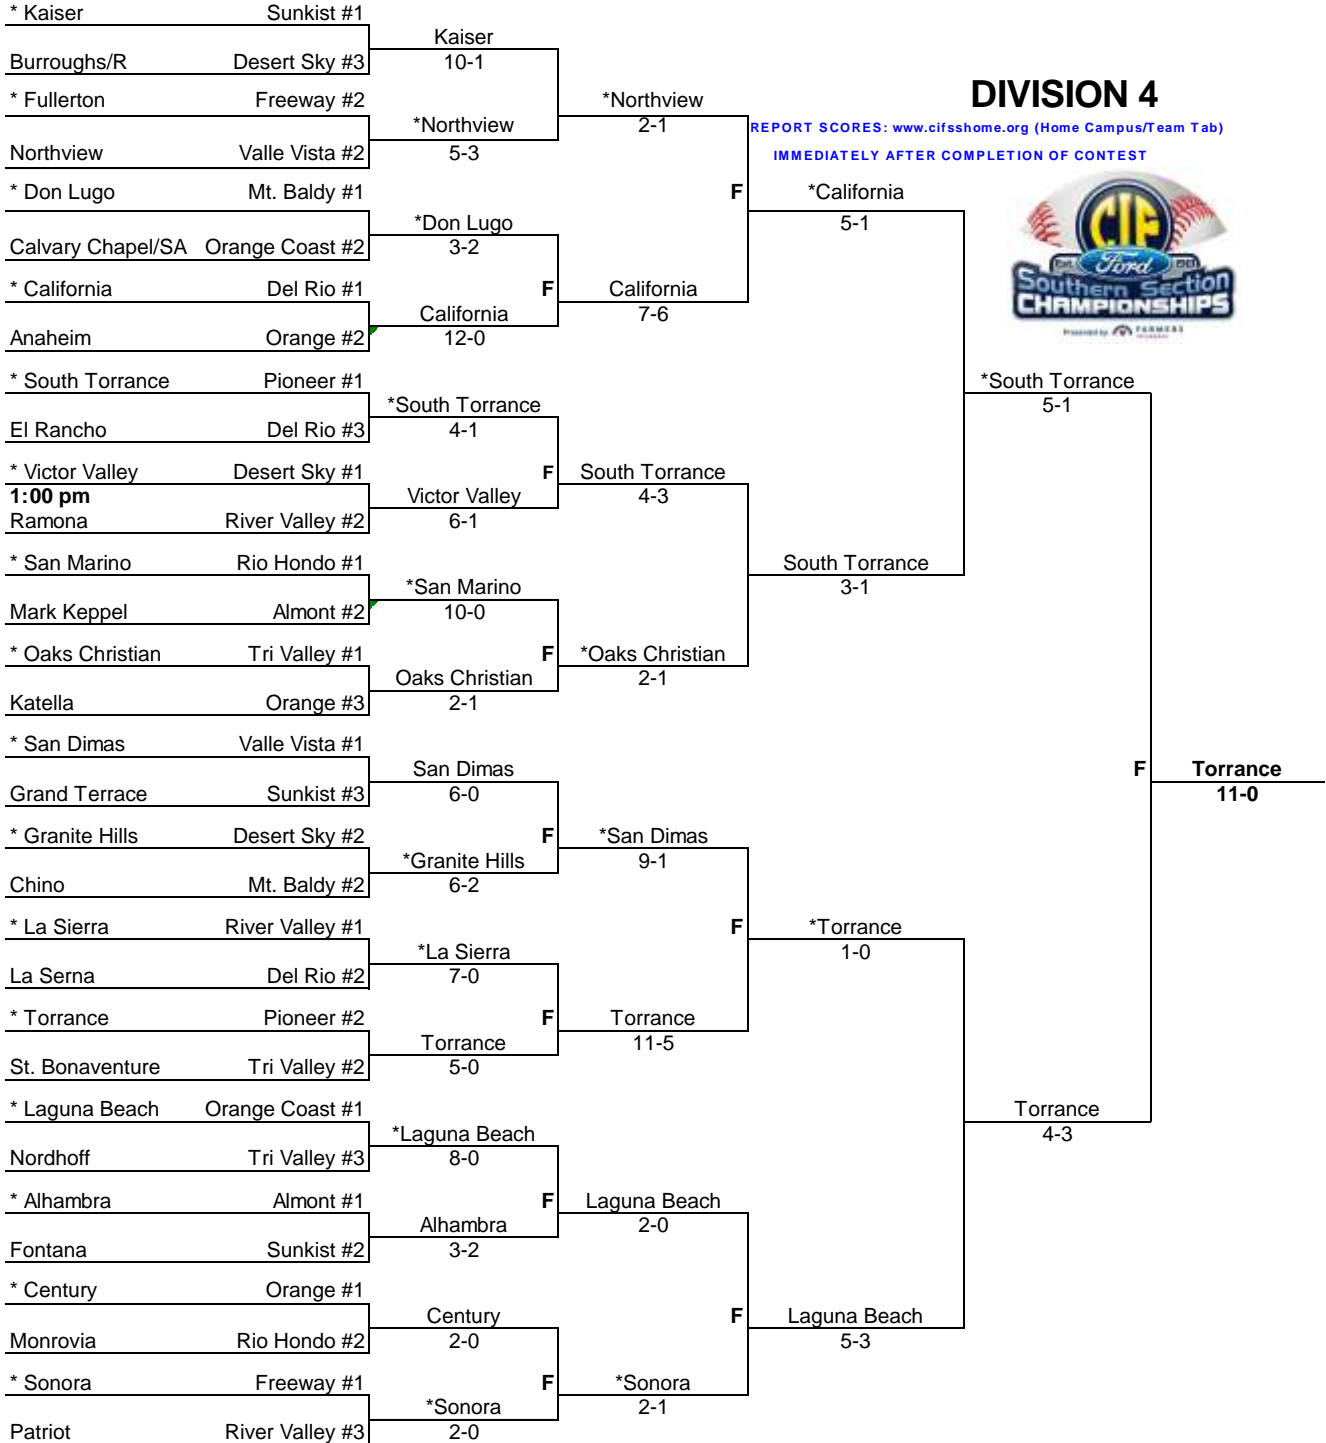 * Kaiser Sunkist #1
Kaiser
Burroughs/R Desert Sky #3
10-1
DIVISION 4
* Fullerton Freeway #2
*Northview
*Northview
2-1
REPORT SCORES: www.cifsshome.org (Home Campus/Team Tab)
Northview Valle Vista #2
5-3
IMMEDIATELY AFTER COMPLETION OF CONTEST
* Don Lugo Mt. Baldy #1
F
*California
*Don Lugo
5-1
CIF
Calvary Chapel/SA Orange Coast #2
3-2
Ford
Southern Section
CHAMPIONSHIPS
Presented by FARMERS
* California Del Rio #1
F
California
California
7-6
Anaheim Orange #2
12-0
* South Torrance Pioneer #1
*South Torrance
*South Torrance
5-1
El Rancho Del Rio #3
4-1
* Victor Valley Desert Sky #1
F
South Torrance
1:00 pm
Victor Valley
4-3
Ramona River Valley #2
6-1
* San Marino Rio Hondo #1
South Torrance
*San Marino
3-1
Mark Keppel Almont #2
10-0
* Oaks Christian Tri Valley #1
F
*Oaks Christian
Oaks Christian
2-1
Katella Orange #3
2-1
* San Dimas Valle Vista #1
San Dimas
F
Torrance
Grand Terrace Sunkist #3
6-0
11-0
* Granite Hills Desert Sky #2
F
*San Dimas
*Granite Hills
9-1
Chino Mt. Baldy #2
6-2
* La Sierra River Valley #1
F
*Torrance
*La Sierra
1-0
La Serna Del Rio #2
7-0
* Torrance Pioneer #2
F
Torrance
Torrance
11-5
St. Bonaventure Tri Valley #2
5-0
* Laguna Beach Orange Coast #1
Torrance
*Laguna Beach
4-3
Nordhoff Tri Valley #3
8-0
* Alhambra Almont #1
F
Laguna Beach
Alhambra
2-0
Fontana Sunkist #2
3-2
* Century Orange #1
Century
F
Laguna Beach
Monrovia Rio Hondo #2
2-0
5-3
* Sonora Freeway #1
F
*Sonora
*Sonora
2-1
Patriot River Valley #3
2-0